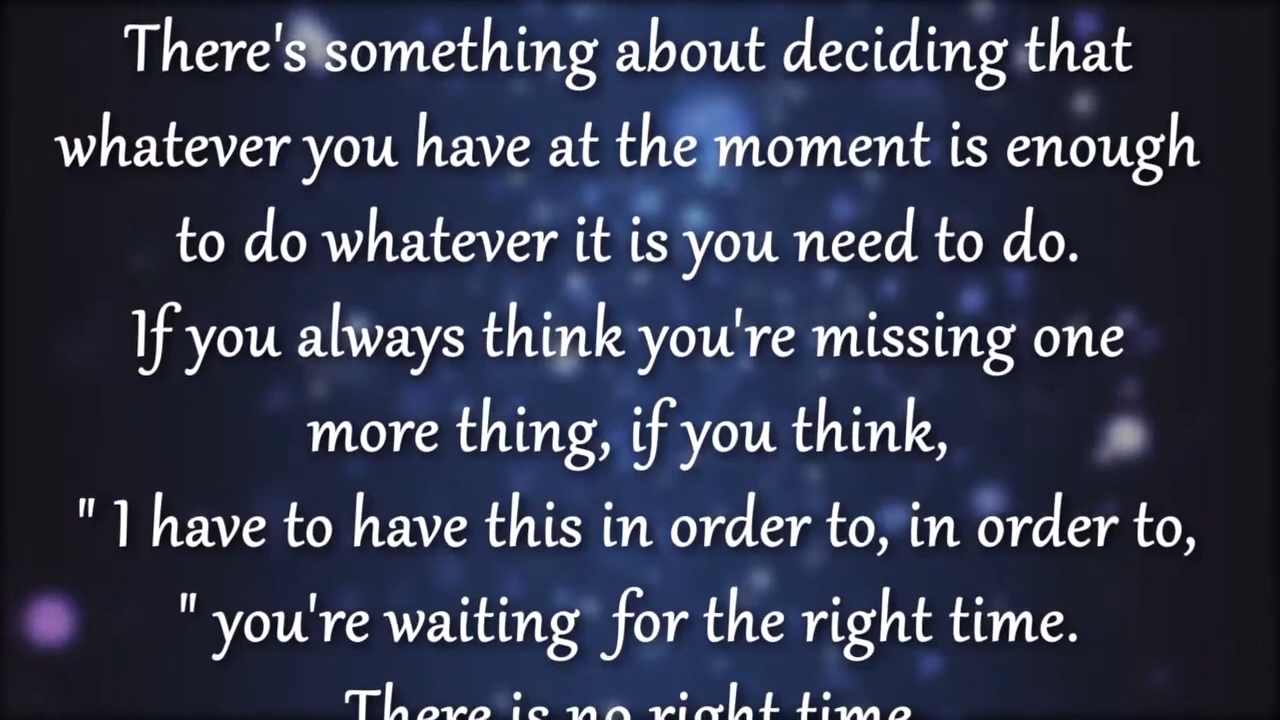 There's something about deciding that
whatever you have at the moment is enough
to do whatever it is you need to do.
If you always think you're missing one
more thing, if you think,
" I have to have this in order to, in order to,
" you're waiting  for the right time.
There is no right time